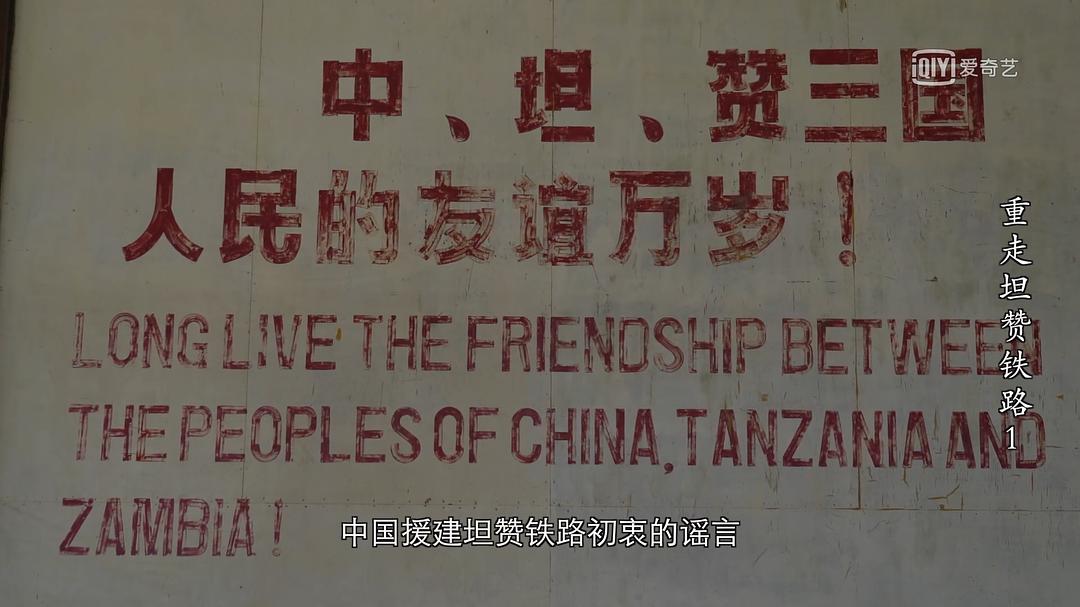 中、坦、赞三国
人民的友谊万岁！
LONG LIVE THE FRIENDSHIP BETWEEN
THE PEOPLES OF CHINA, TANZANIA AND
ZAMBIA!
iQIYI 爱奇艺
重走坦赞铁路1
中国援建坦赞铁路初衷的谣言